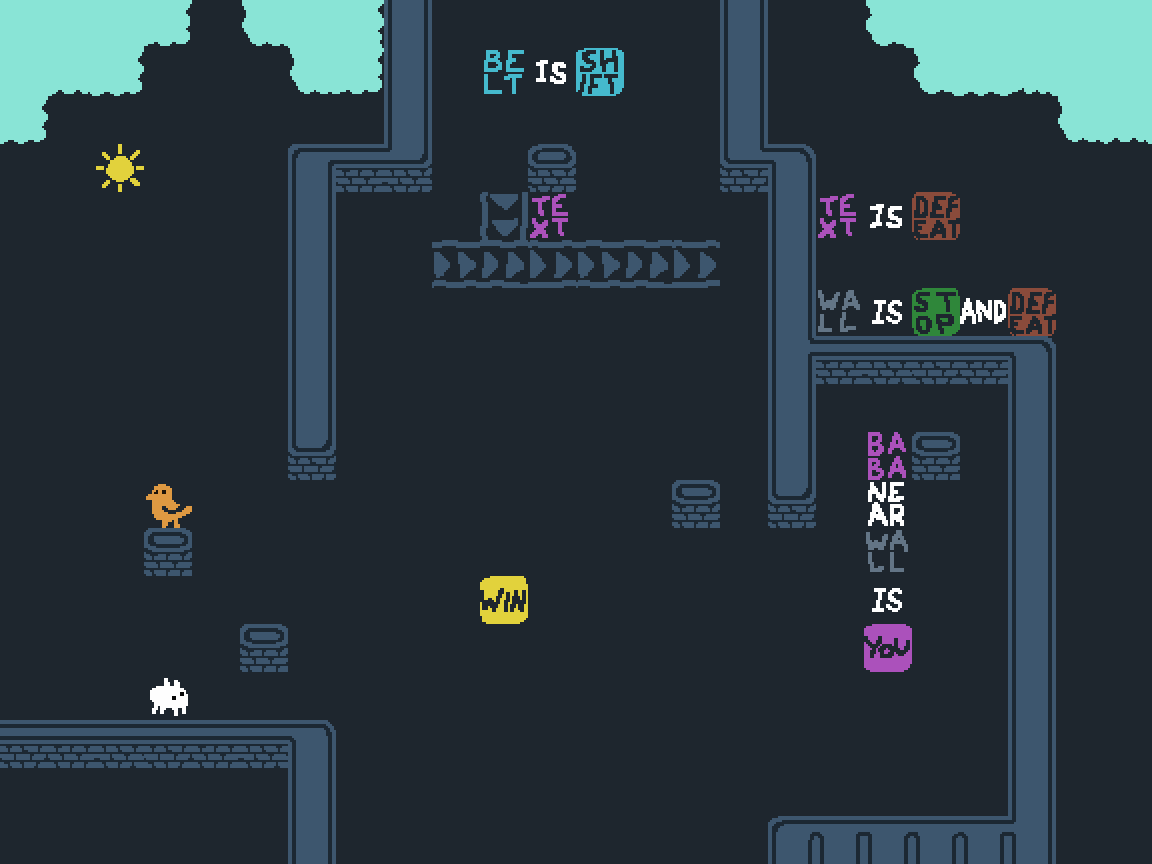 BELT IS SHIFT
TEXT
TEXT IS DEFEAT
WALL IS STOP AND DEFEAT
BABA
NEAR
WALL
IS
YOU
WIN